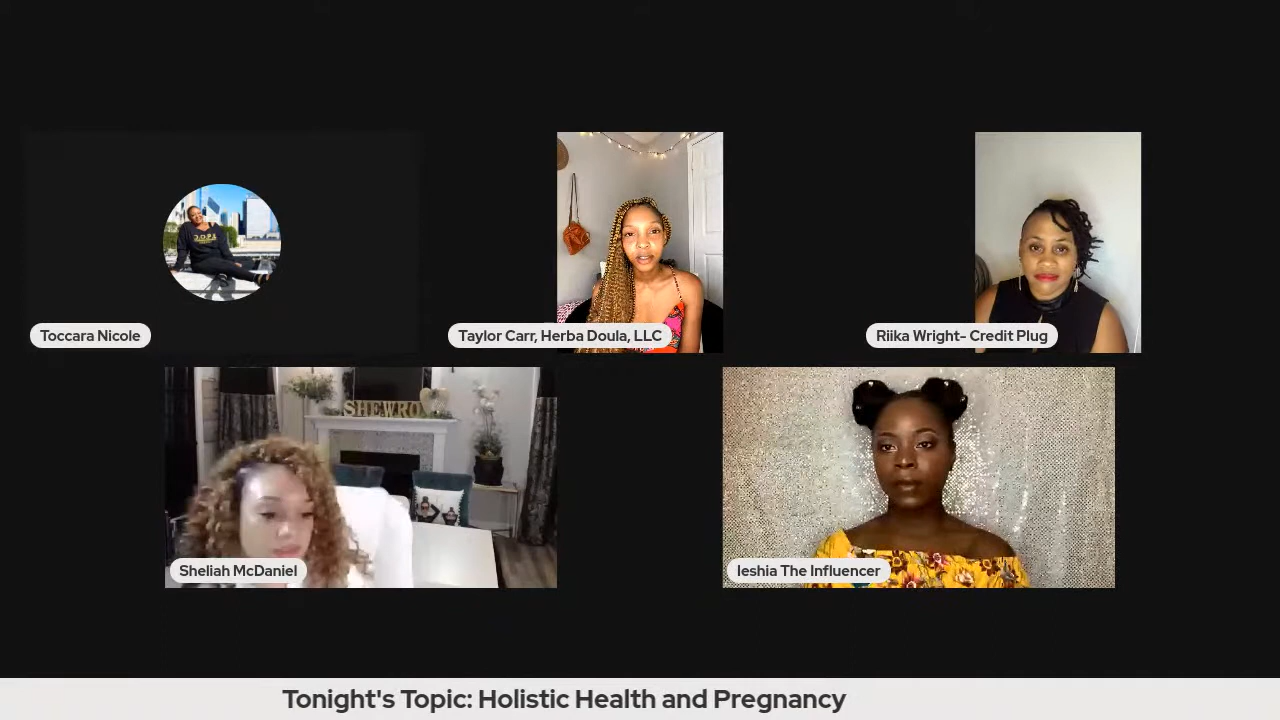 DOPE
Toccara Nicole
Taylor Carr, Herba Doula, LLC
Riika Wright- Credit Plug
SHEWRO
Sheliah McDaniel
Ieshia The Influencer
Tonight's Topic: Holistic Health and Pregnancy